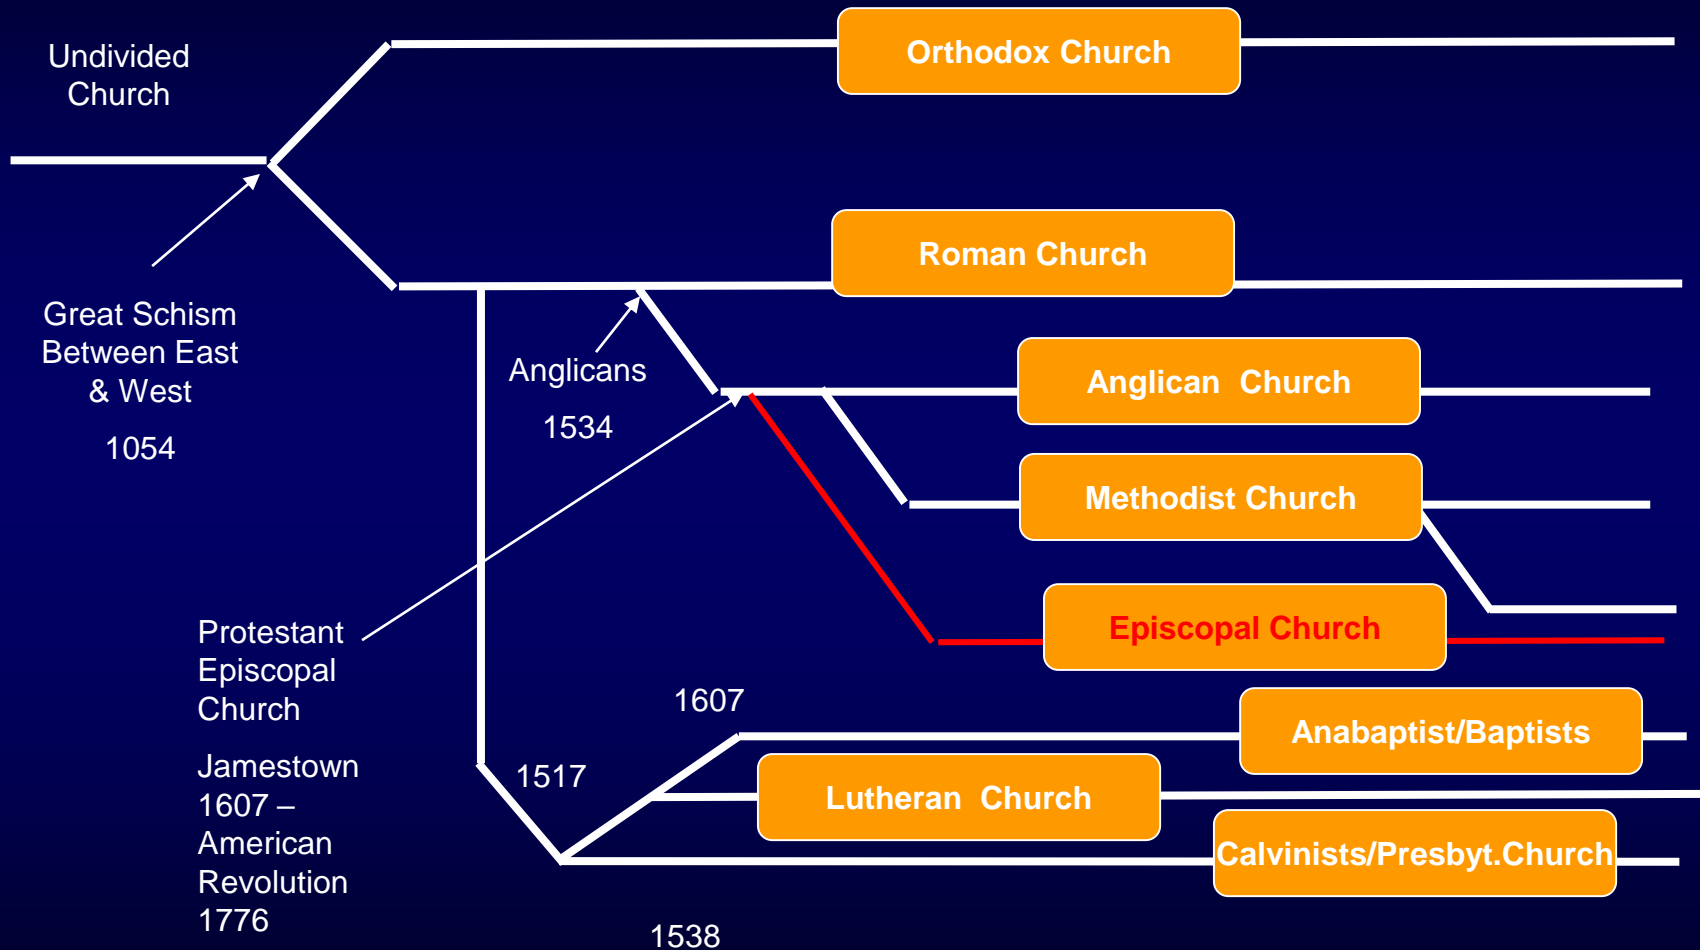 Undivided
Church
Orthodox Church
Roman Church
Great Schism
Between East
& West
1054
Anglicans
1534
Anglican Church
Methodist Church
Episcopal Church
Protestant
Episcopal
Church
Jamestown
1607 –
American
Revolution
1776
1607
Anabaptist/Baptists
1517
Lutheran Church
Calvinists/Presbyt.Church
1538